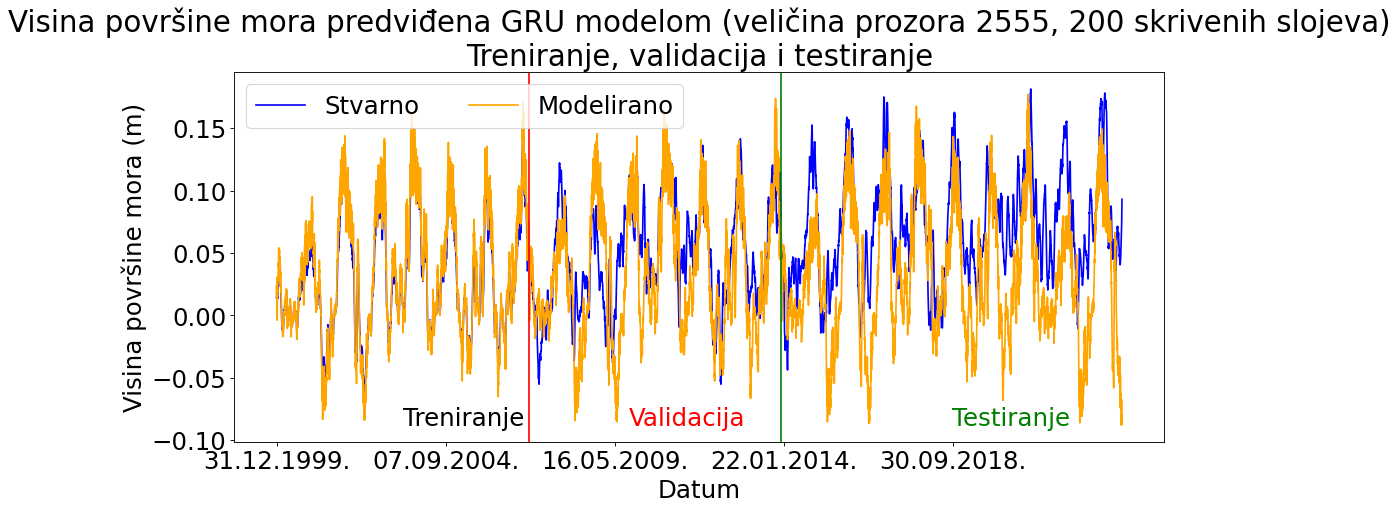 Visina površine mora predviđena GRU modelom (veličina prozora 2555, 200 skrivenih slojeva)
Treniranje, validacija i testiranje
Stvarno Modelirano
Visina površine mora (m)
0.15
0.10
0.05
0.00
−0.05
−0.10
Treniranje Validacija Testiranje
31.12.1999. 07.09.2004. 16.05.2009. 22.01.2014. 30.09.2018.
Datum